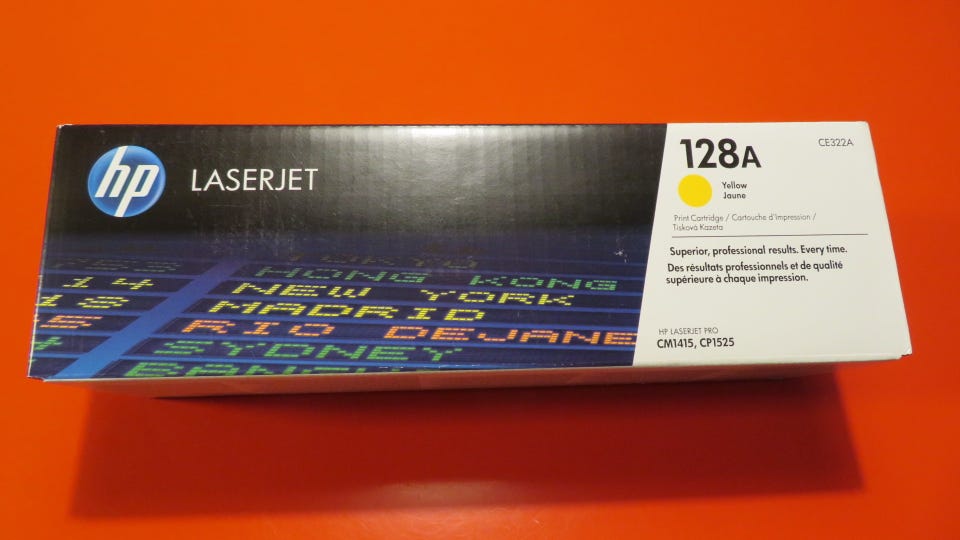 hp
LASERJET
TOKYO
HONG KONG
14 NEW YORK
MADRID
RIO DEJANE
SYDNEY
128A
CE322A
Yellow
Jaune
Print Cartridge / Cartouche d'impression /
Tisková Kazeta
Superior, professional results. Every time.
Des résultats professionnels et de qualité
supérieure à chaque impression.
HP LASERJET PRO
CM1415, CP1525